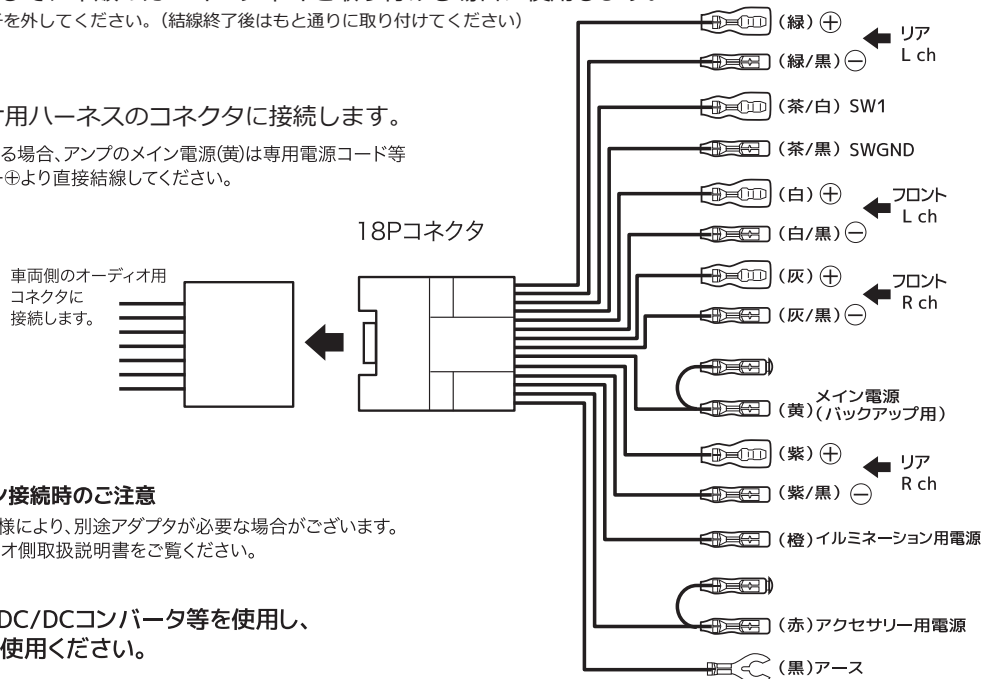 子を外してください。（結線終了後はもと通りに取り付けてください）
オ用ハーネスのコネクタに接続します。
る場合、アンプのメイン電源(黄)は専用電源コード等
ー⊕より直接結線してください。
18Pコネクタ
車両側のオーディオ用
コネクタに
接続します。
ン接続時のご注意
様により、別途アダプタが必要な場合がございます。
オ側取扱説明書をご覧ください。
DC/DCコンバータ等を使用し、
使用ください。
（緑）⊕
リア
L ch
（緑/黒）⊖
（茶/白）SW1
（茶/黒）SWGND
（白）⊕
フロント
L ch
（白/黒）⊖
（灰）⊕
フロント
R ch
（灰/黒）⊖
（黄）メイン電源
（バックアップ用）
（紫）⊕
リア
R ch
（紫/黒）⊖
（橙）イルミネーション用電源
（赤）アクセサリー用電源
（黒）アース